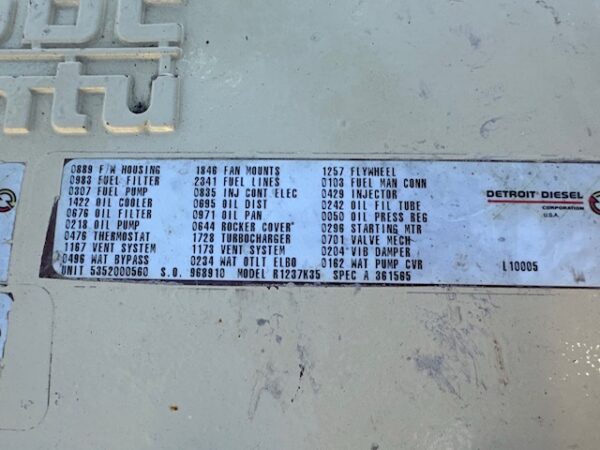 DDC
mtu
0889 F/W HOUSING 1846 FAN MOUNTS 1257 FLYWHEEL
0983 FUEL FILTER 2341 FUEL LINES 0103 FUEL MAN CONN
0307 FUEL PUMP 0835 INJ CONT ELEC 0429 INJECTOR
1422 OIL COOLER 0695 OIL DIST 0242 OIL FIL TUBE
0676 OIL FILTER 0971 OIL PAN 0050 OIL PRESS REG
0218 OIL PUMP 0644 ROCKER COVER 0296 STARTING MTR
0476 THERMOSTAT 1728 TURBOCHARGER 0701 VALVE MECH
1167 VENT SYSTEM 1173 VENT SYSTEM 0204 VIB DAMPER
0496 WAT BYPASS 0234 WAT OTLT ELBO 0162 WAT PUMP CVR
UNIT 5352000560 S.O. 968910 MODEL R1237K35 SPEC A 361565
DETROIT DIESEL
CORPORATION
U.S.A.
L10005